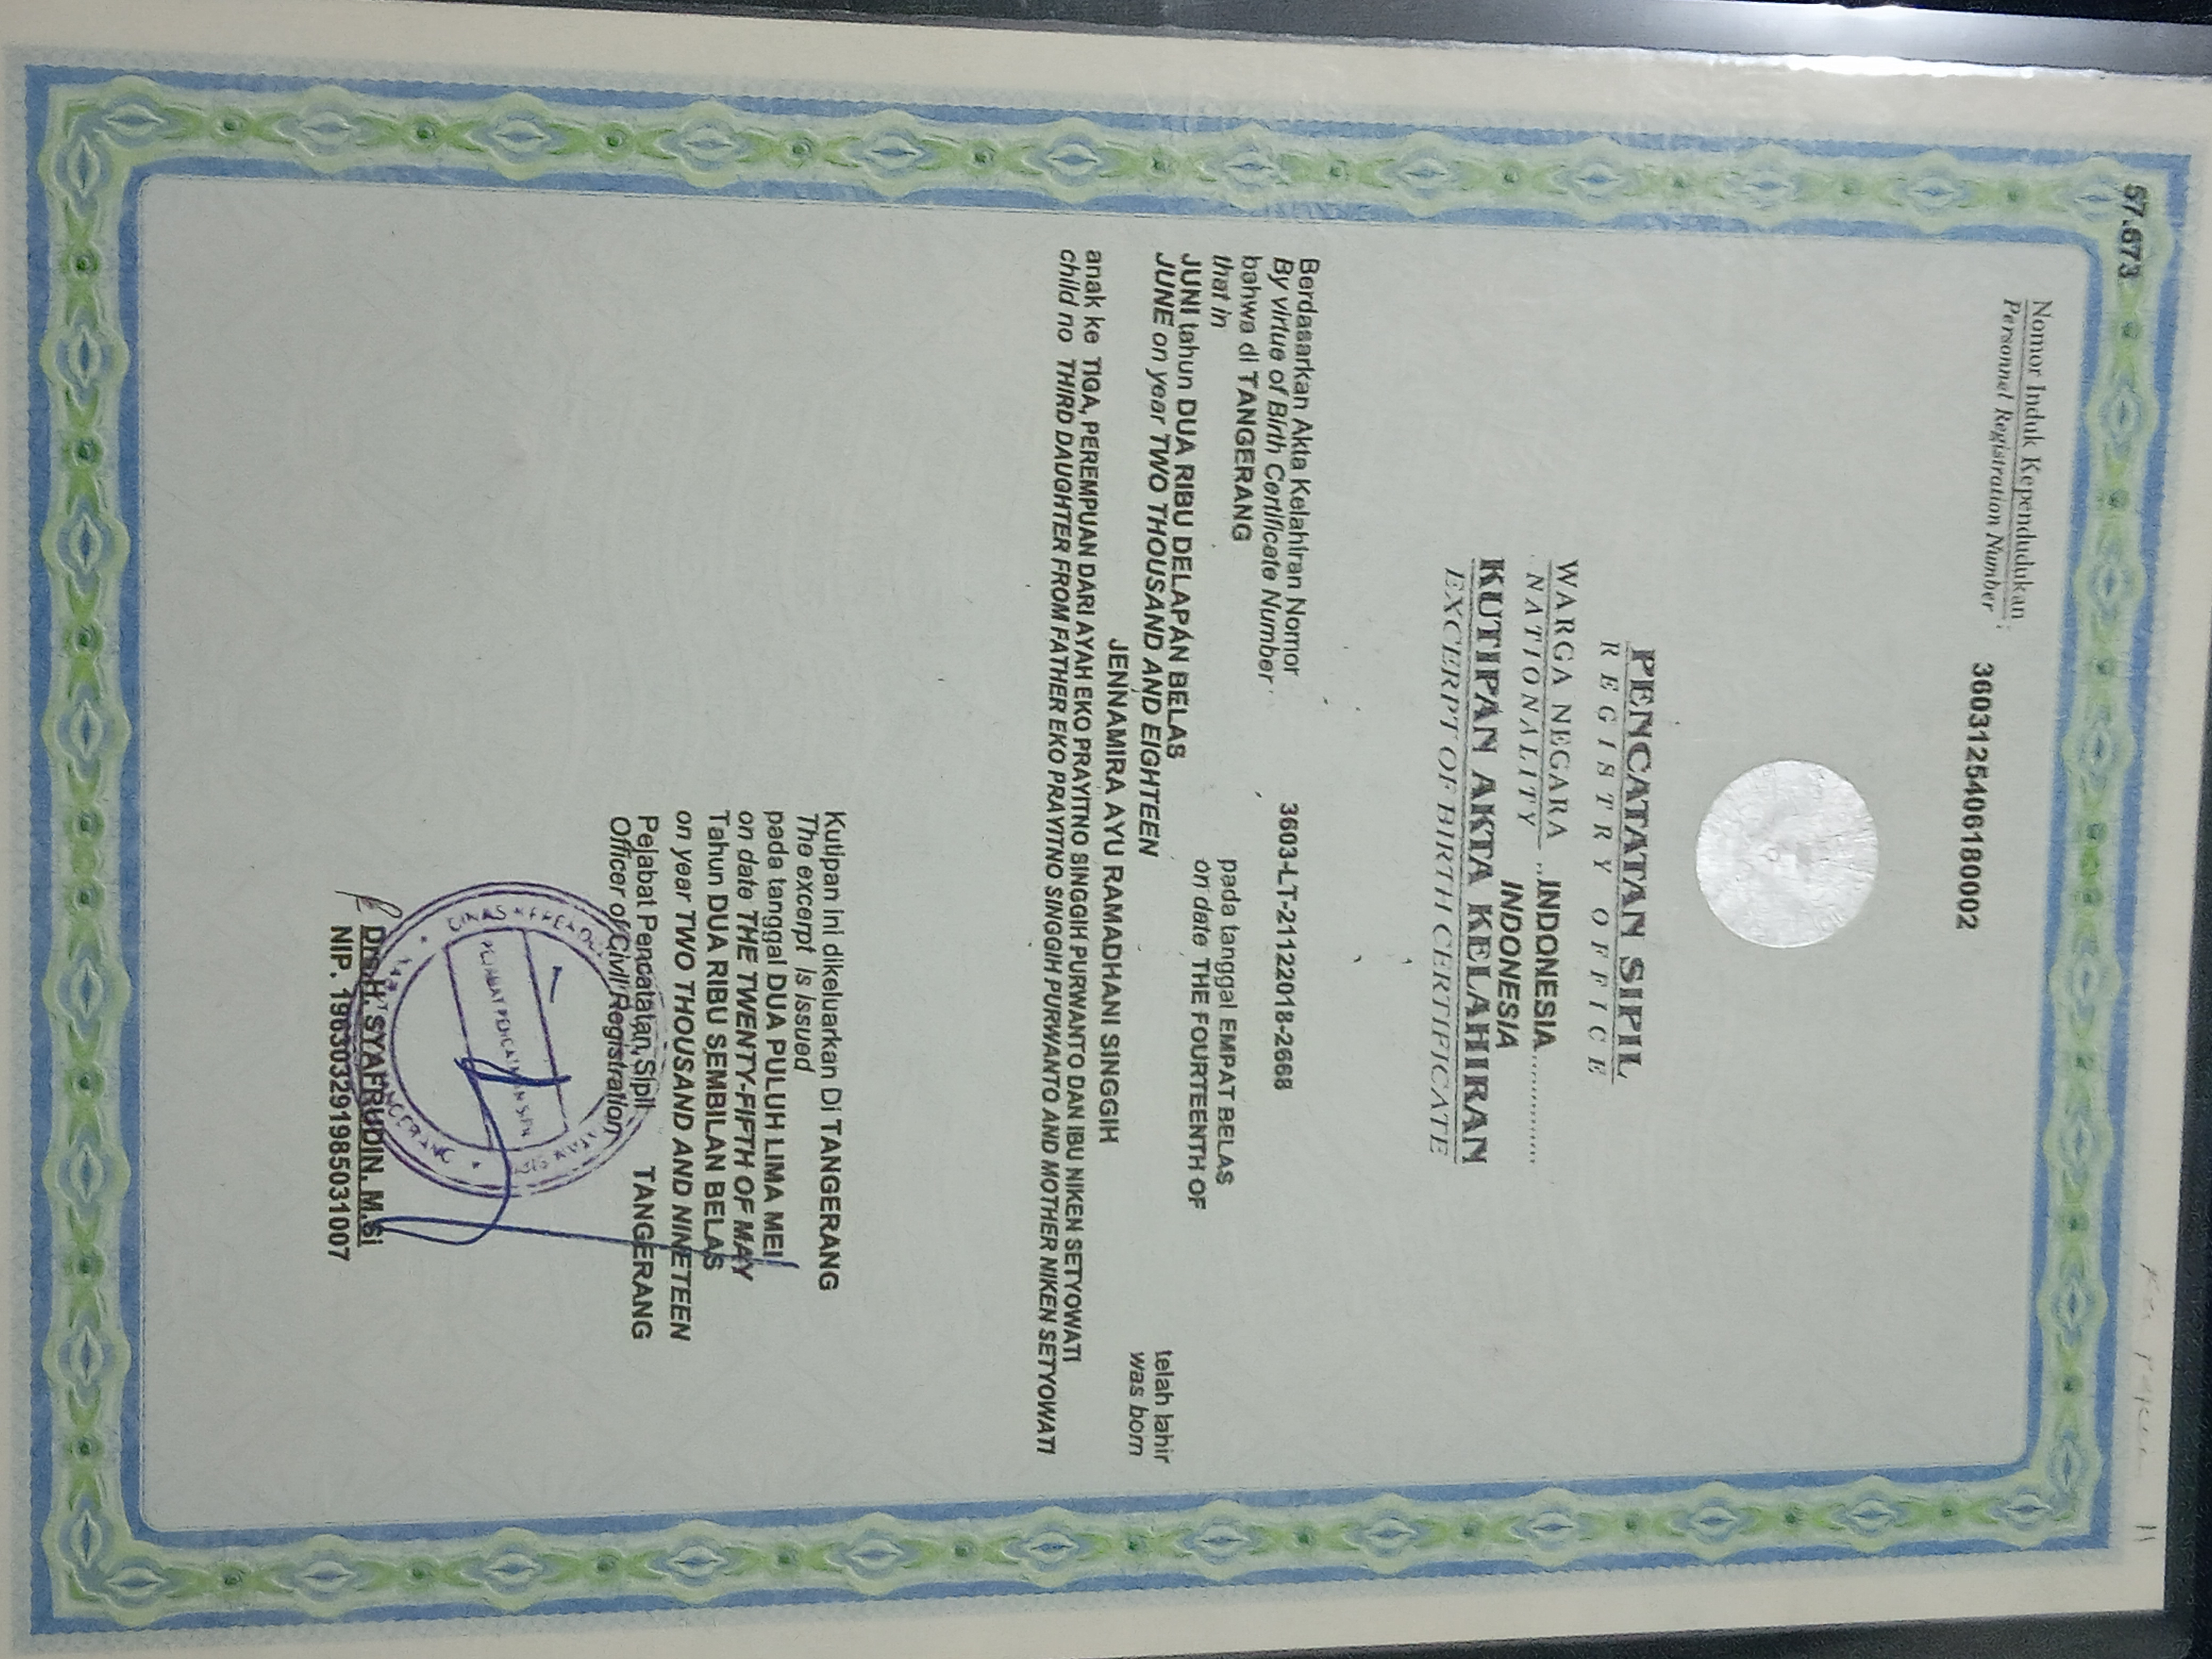 57.673
Nomor Induk Kependudukan
Personnel Registration Number
3603125406180002
PENCATATAN SIPIL
REGISTRY OFFICE
WARGA NEGARA ..INDONESIA............
NATIONALITY INDONESIA
KUTIPAN AKTA KELAHIRAN
EXCERPT OF BIRTH CERTIFICATE
Berdasarkan Akta Kelahiran Nomor 3603-LT-21122018-2668
By virtue of Birth Certificate Number
bahwa di TANGERANG pada tanggal EMPAT BELAS
that in on date THE FOURTEENTH OF
JUNI tahun DUA RIBU DELAPAN BELAS telah lahir
JUNE on year TWO THOUSAND AND EIGHTEEN was born
JENNAMIRA AYU RAMADHANI SINGGIH
anak ke TIGA, PEREMPUAN DARI AYAH EKO PRAYITNO SINGGIH PURWANTO DAN IBU NIKEN SETYOWATI
child no THIRD DAUGHTER FROM FATHER EKO PRAYITNO SINGGIH PURWANTO AND MOTHER NIKEN SETYOWATI
Kutipan ini dikeluarkan Di TANGERANG
The excerpt is issued
pada tanggal DUA PULUH LIMA MEI
on date THE TWENTY-FIFTH OF MAY
Tahun DUA RIBU SEMBILAN BELAS
on year TWO THOUSAND AND NINETEEN
Pejabat Pencatatan Sipil TANGERANG
Officer of Civil Registration
Drs.H. SYAFRUDIN, M.Si
NIP. 196303291985031007